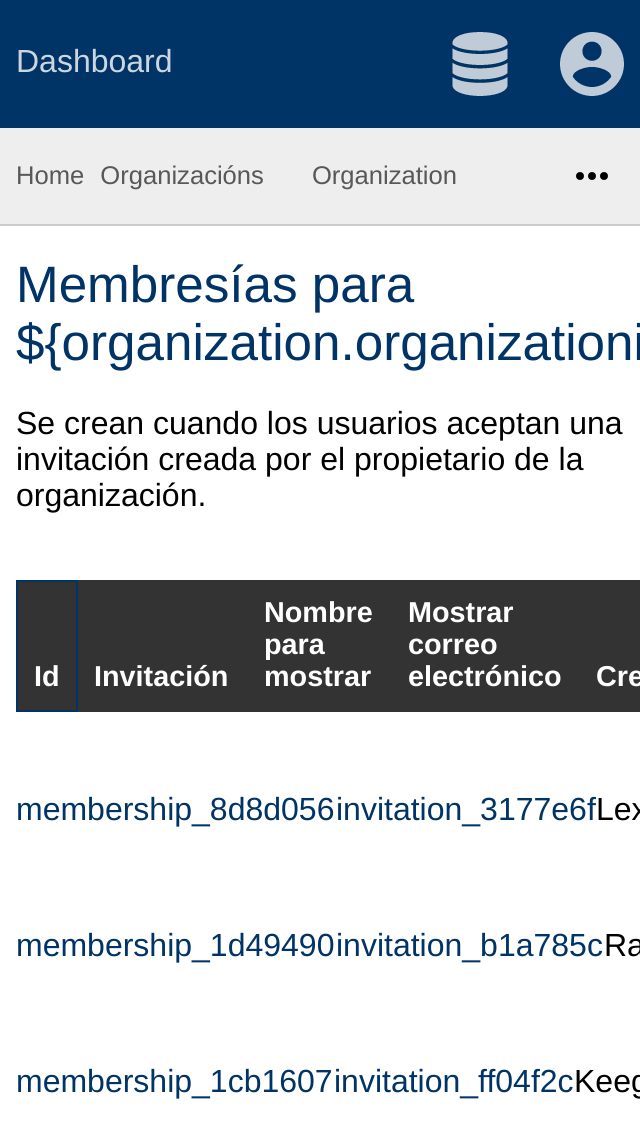 Dashboard
Home Organizacións Organization
Membresías para
${organization.organizationi
Se crean cuando los usuarios aceptan una
invitación creada por el propietario de la
organización.
Id Invitación Nombre para mostrar Mostrar correo electrónico Cre
membership_8d8d056 invitation_3177e6f Lex
membership_1d49490 invitation_b1a785c Ra
membership_1cb1607 invitation_ff04f2c Keeg